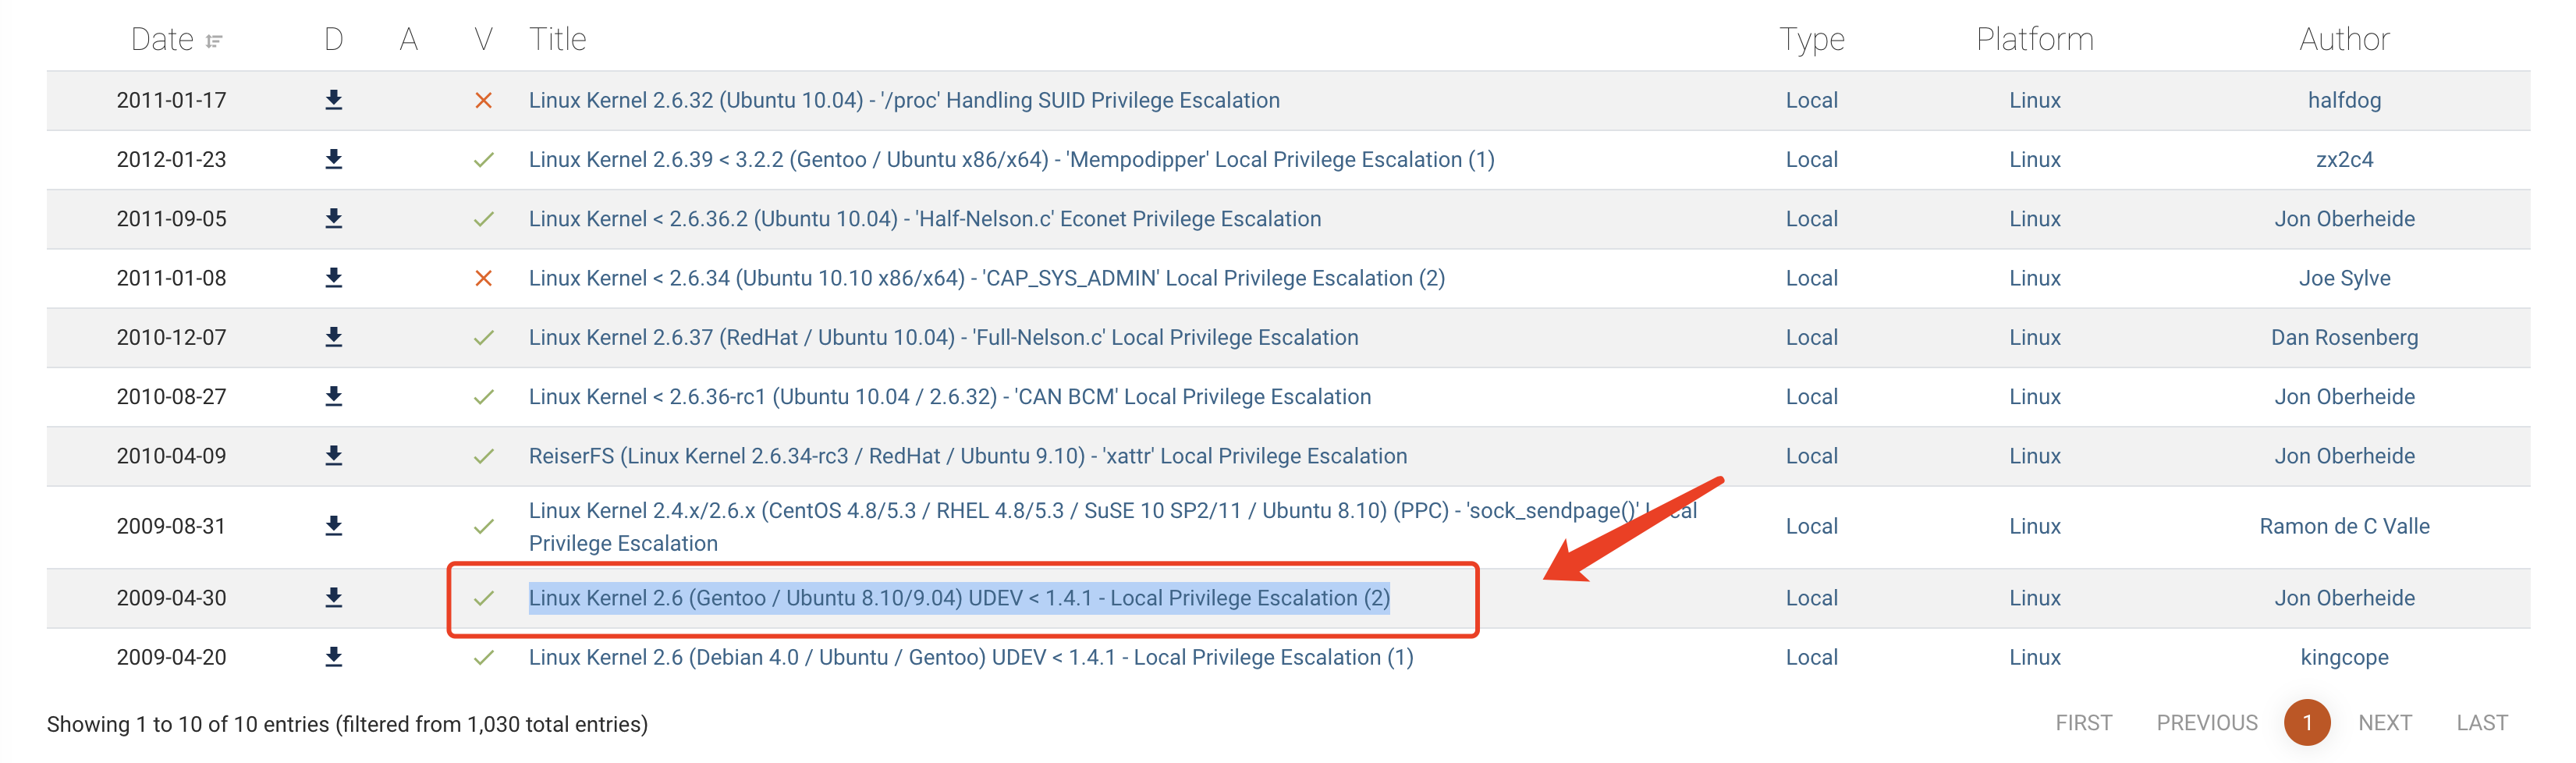 Date D A V Title Type Platform Author
2011-01-17 Linux Kernel 2.6.32 (Ubuntu 10.04) - '/proc' Handling SUID Privilege Escalation Local Linux halfdog
2012-01-23 Linux Kernel 2.6.39 < 3.2.2 (Gentoo / Ubuntu x86/x64) - 'Mempodipper' Local Privilege Escalation (1) Local Linux zx2c4
2011-09-05 Linux Kernel < 2.6.36.2 (Ubuntu 10.04) - 'Half-Nelson.c' Econet Privilege Escalation Local Linux Jon Oberheide
2011-01-08 Linux Kernel < 2.6.34 (Ubuntu 10.10 x86/x64) - 'CAP_SYS_ADMIN' Local Privilege Escalation (2) Local Linux Joe Sylve
2010-12-07 Linux Kernel 2.6.37 (RedHat / Ubuntu 10.04) - 'Full-Nelson.c' Local Privilege Escalation Local Linux Dan Rosenberg
2010-08-27 Linux Kernel < 2.6.36-rc1 (Ubuntu 10.04 / 2.6.32) - 'CAN BCM' Local Privilege Escalation Local Linux Jon Oberheide
2010-04-09 ReiserFS (Linux Kernel 2.6.34-rc3 / RedHat / Ubuntu 9.10) - 'xattr' Local Privilege Escalation Local Linux Jon Oberheide
2009-08-31 Linux Kernel 2.4.x/2.6.x (CentOS 4.8/5.3 / RHEL 4.8/5.3 / SuSE 10 SP2/11 / Ubuntu 8.10) (PPC) - 'sock_sendpage()' Local
Privilege Escalation Local Linux Ramon de C Valle
2009-04-30 Linux Kernel 2.6 (Gentoo / Ubuntu 8.10/9.04) UDEV < 1.4.1 - Local Privilege Escalation (2) Local Linux Jon Oberheide
2009-04-20 Linux Kernel 2.6 (Debian 4.0 / Ubuntu / Gentoo) UDEV < 1.4.1 - Local Privilege Escalation (1) Local Linux kingcope
Showing 1 to 10 of 10 entries (filtered from 1,030 total entries) FIRST PREVIOUS 1 NEXT LAST